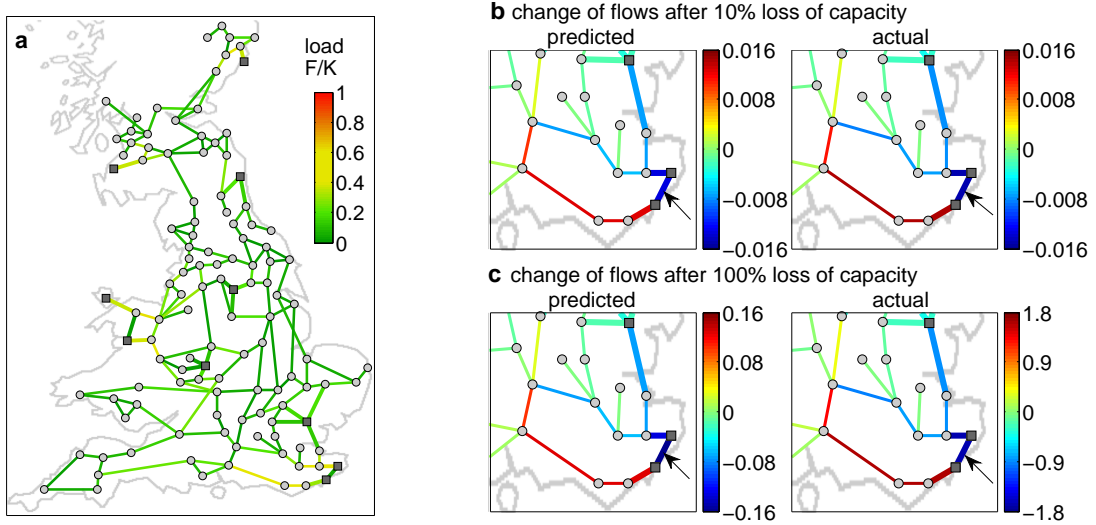 a
load
F/K
1
0.8
0.6
0.4
0.2
0
b change of flows after 10% loss of capacity
predicted
actual
0.016
0.008
0
−0.008
−0.016
0.016
0.008
0
−0.008
−0.016
c change of flows after 100% loss of capacity
predicted
actual
0.16
0.08
0
−0.08
−0.16
1.8
0.9
0
−0.9
−1.8